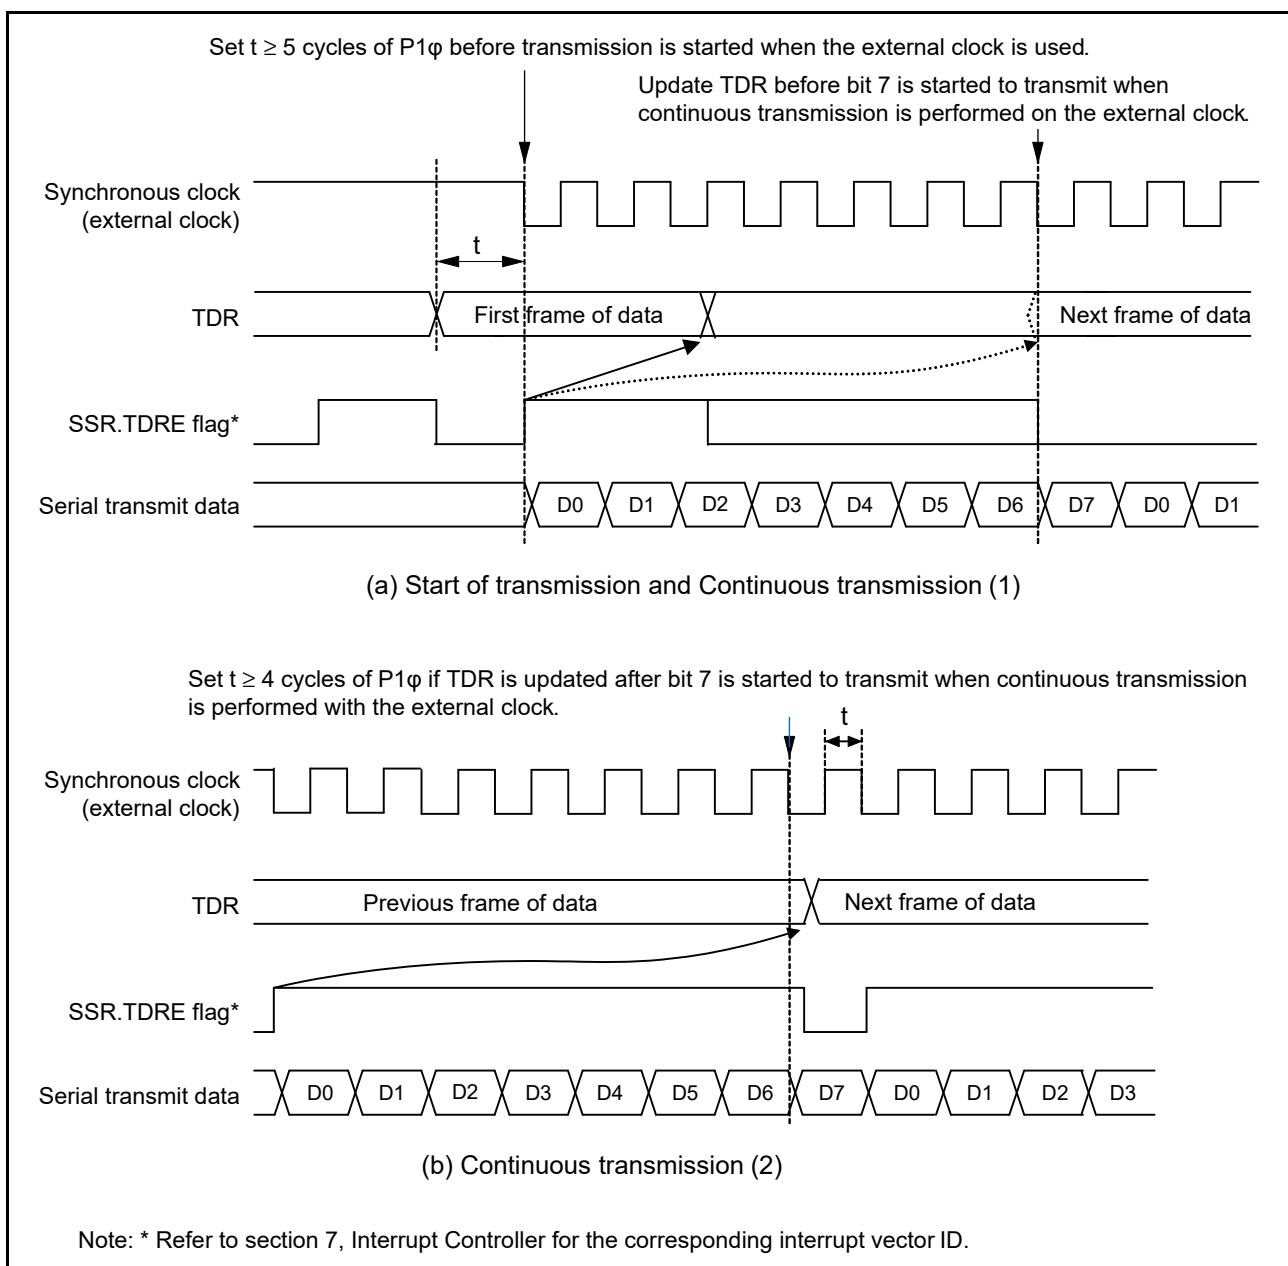 Set t ≥ 5 cycles of P1φ before transmission is started when the external clock is used.
Update TDR before bit 7 is started to transmit when
continuous transmission is performed on the external clock.
Synchronous clock
(external clock)
t
TDR
First frame of data
Next frame of data
SSR.TDRE flag*
Serial transmit data
D0 D1 D2 D3 D4 D5 D6 D7 D0 D1
(a) Start of transmission and Continuous transmission (1)
Set t ≥ 4 cycles of P1φ if TDR is updated after bit 7 is started to transmit when continuous transmission
is performed with the external clock.
t
Synchronous clock
(external clock)
TDR
Previous frame of data
Next frame of data
SSR.TDRE flag*
Serial transmit data
D0 D1 D2 D3 D4 D5 D6 D7 D0 D1 D2 D3
(b) Continuous transmission (2)
Note: * Refer to section 7, Interrupt Controller for the corresponding interrupt vector ID.